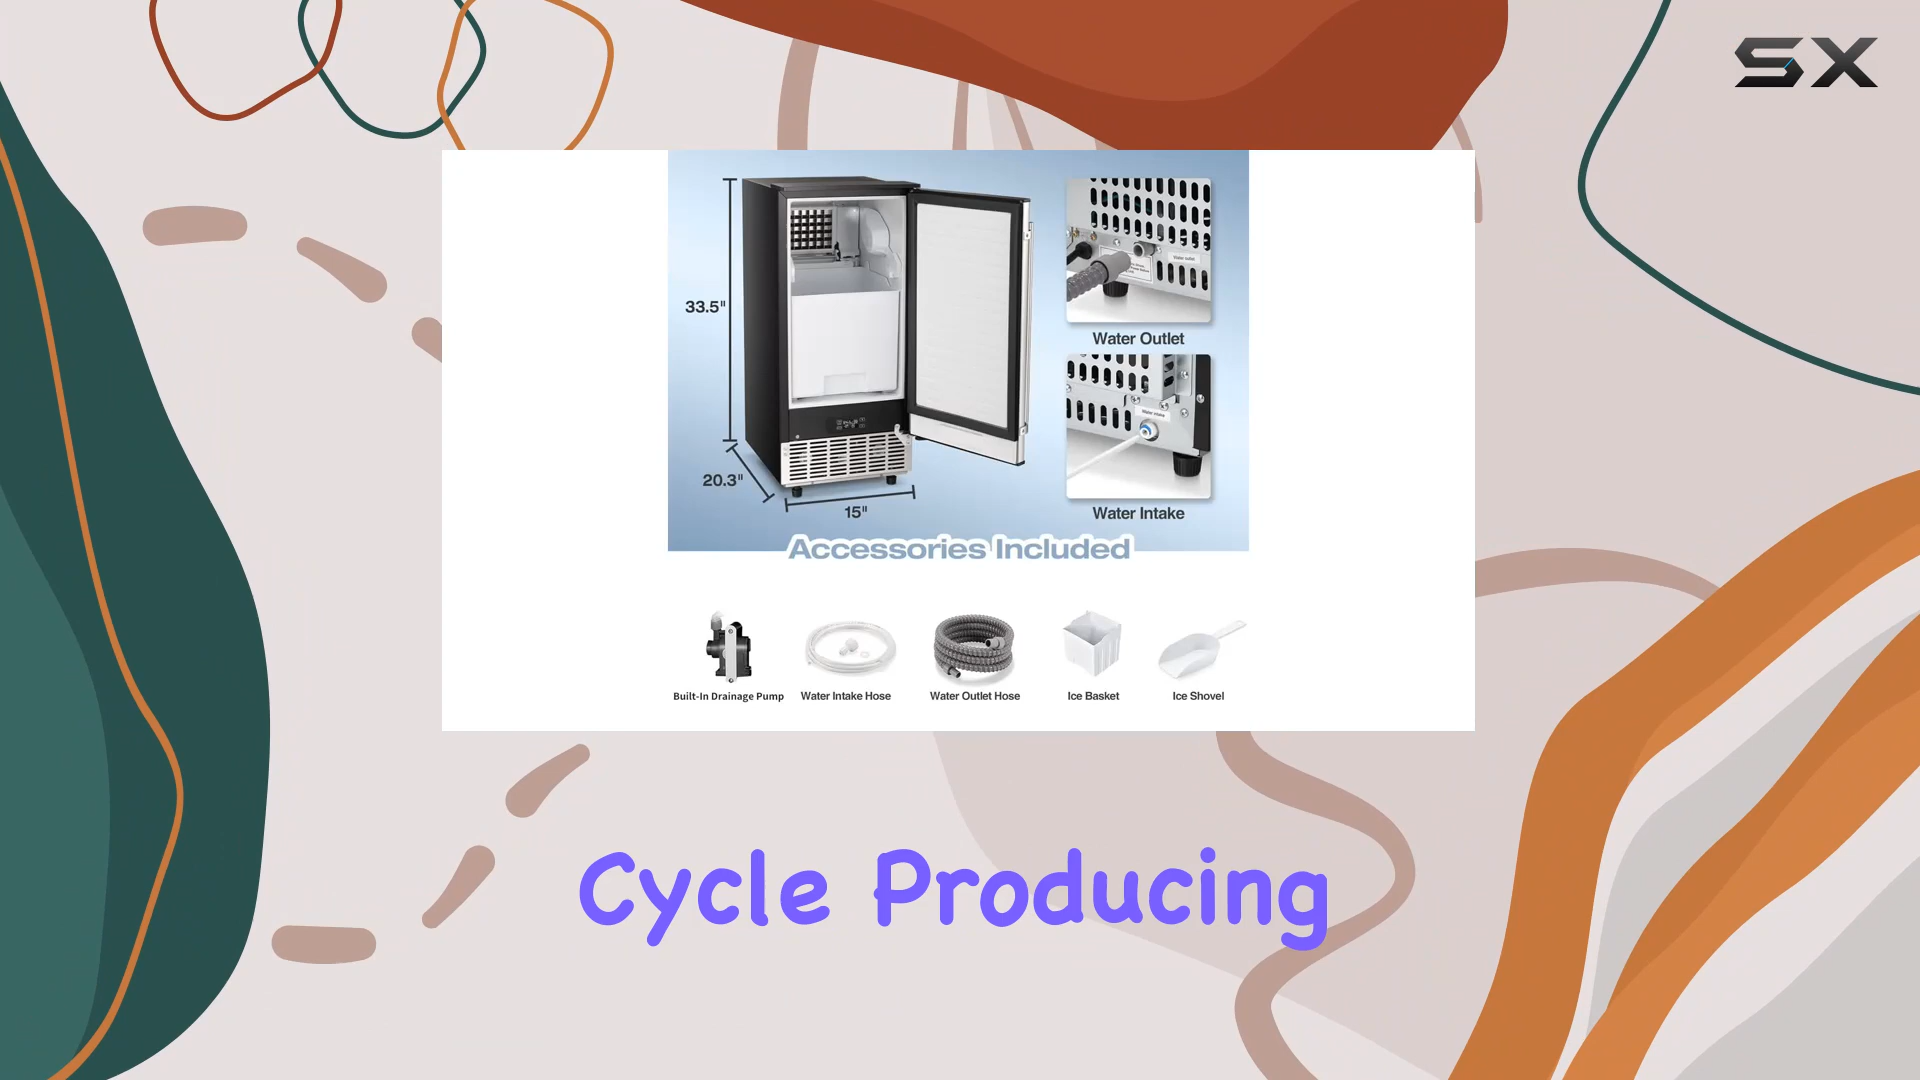 SX
33.5"
20.3"
15"
Water Outlet
Water Intake
Accessories Included
Built-In Drainage Pump
Water Intake Hose
Water Outlet Hose
Ice Basket
Ice Shovel
Cycle Producing